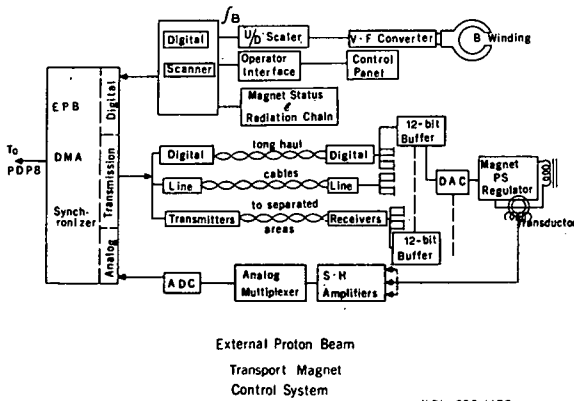 ∫B
Digital
U/D Scaler
V-F Converter
B Winding
Scanner
Operator
Interface
Control
Panel
Magnet Status
&
Radiation Chain
EPB
DMA
Synch-
ronizer
Digital
Transmission
Analog
To
PDP8
Digital
long haul
Digital
Line
cables
Line
Transmitters
to separated
areas
Receivers
12-bit
Buffer
12-bit
Buffer
DAC
Magnet
PS
Regulator
Transductor
ADC
Analog
Multiplexer
S-H
Amplifiers
External Proton Beam
Transport Magnet
Control System